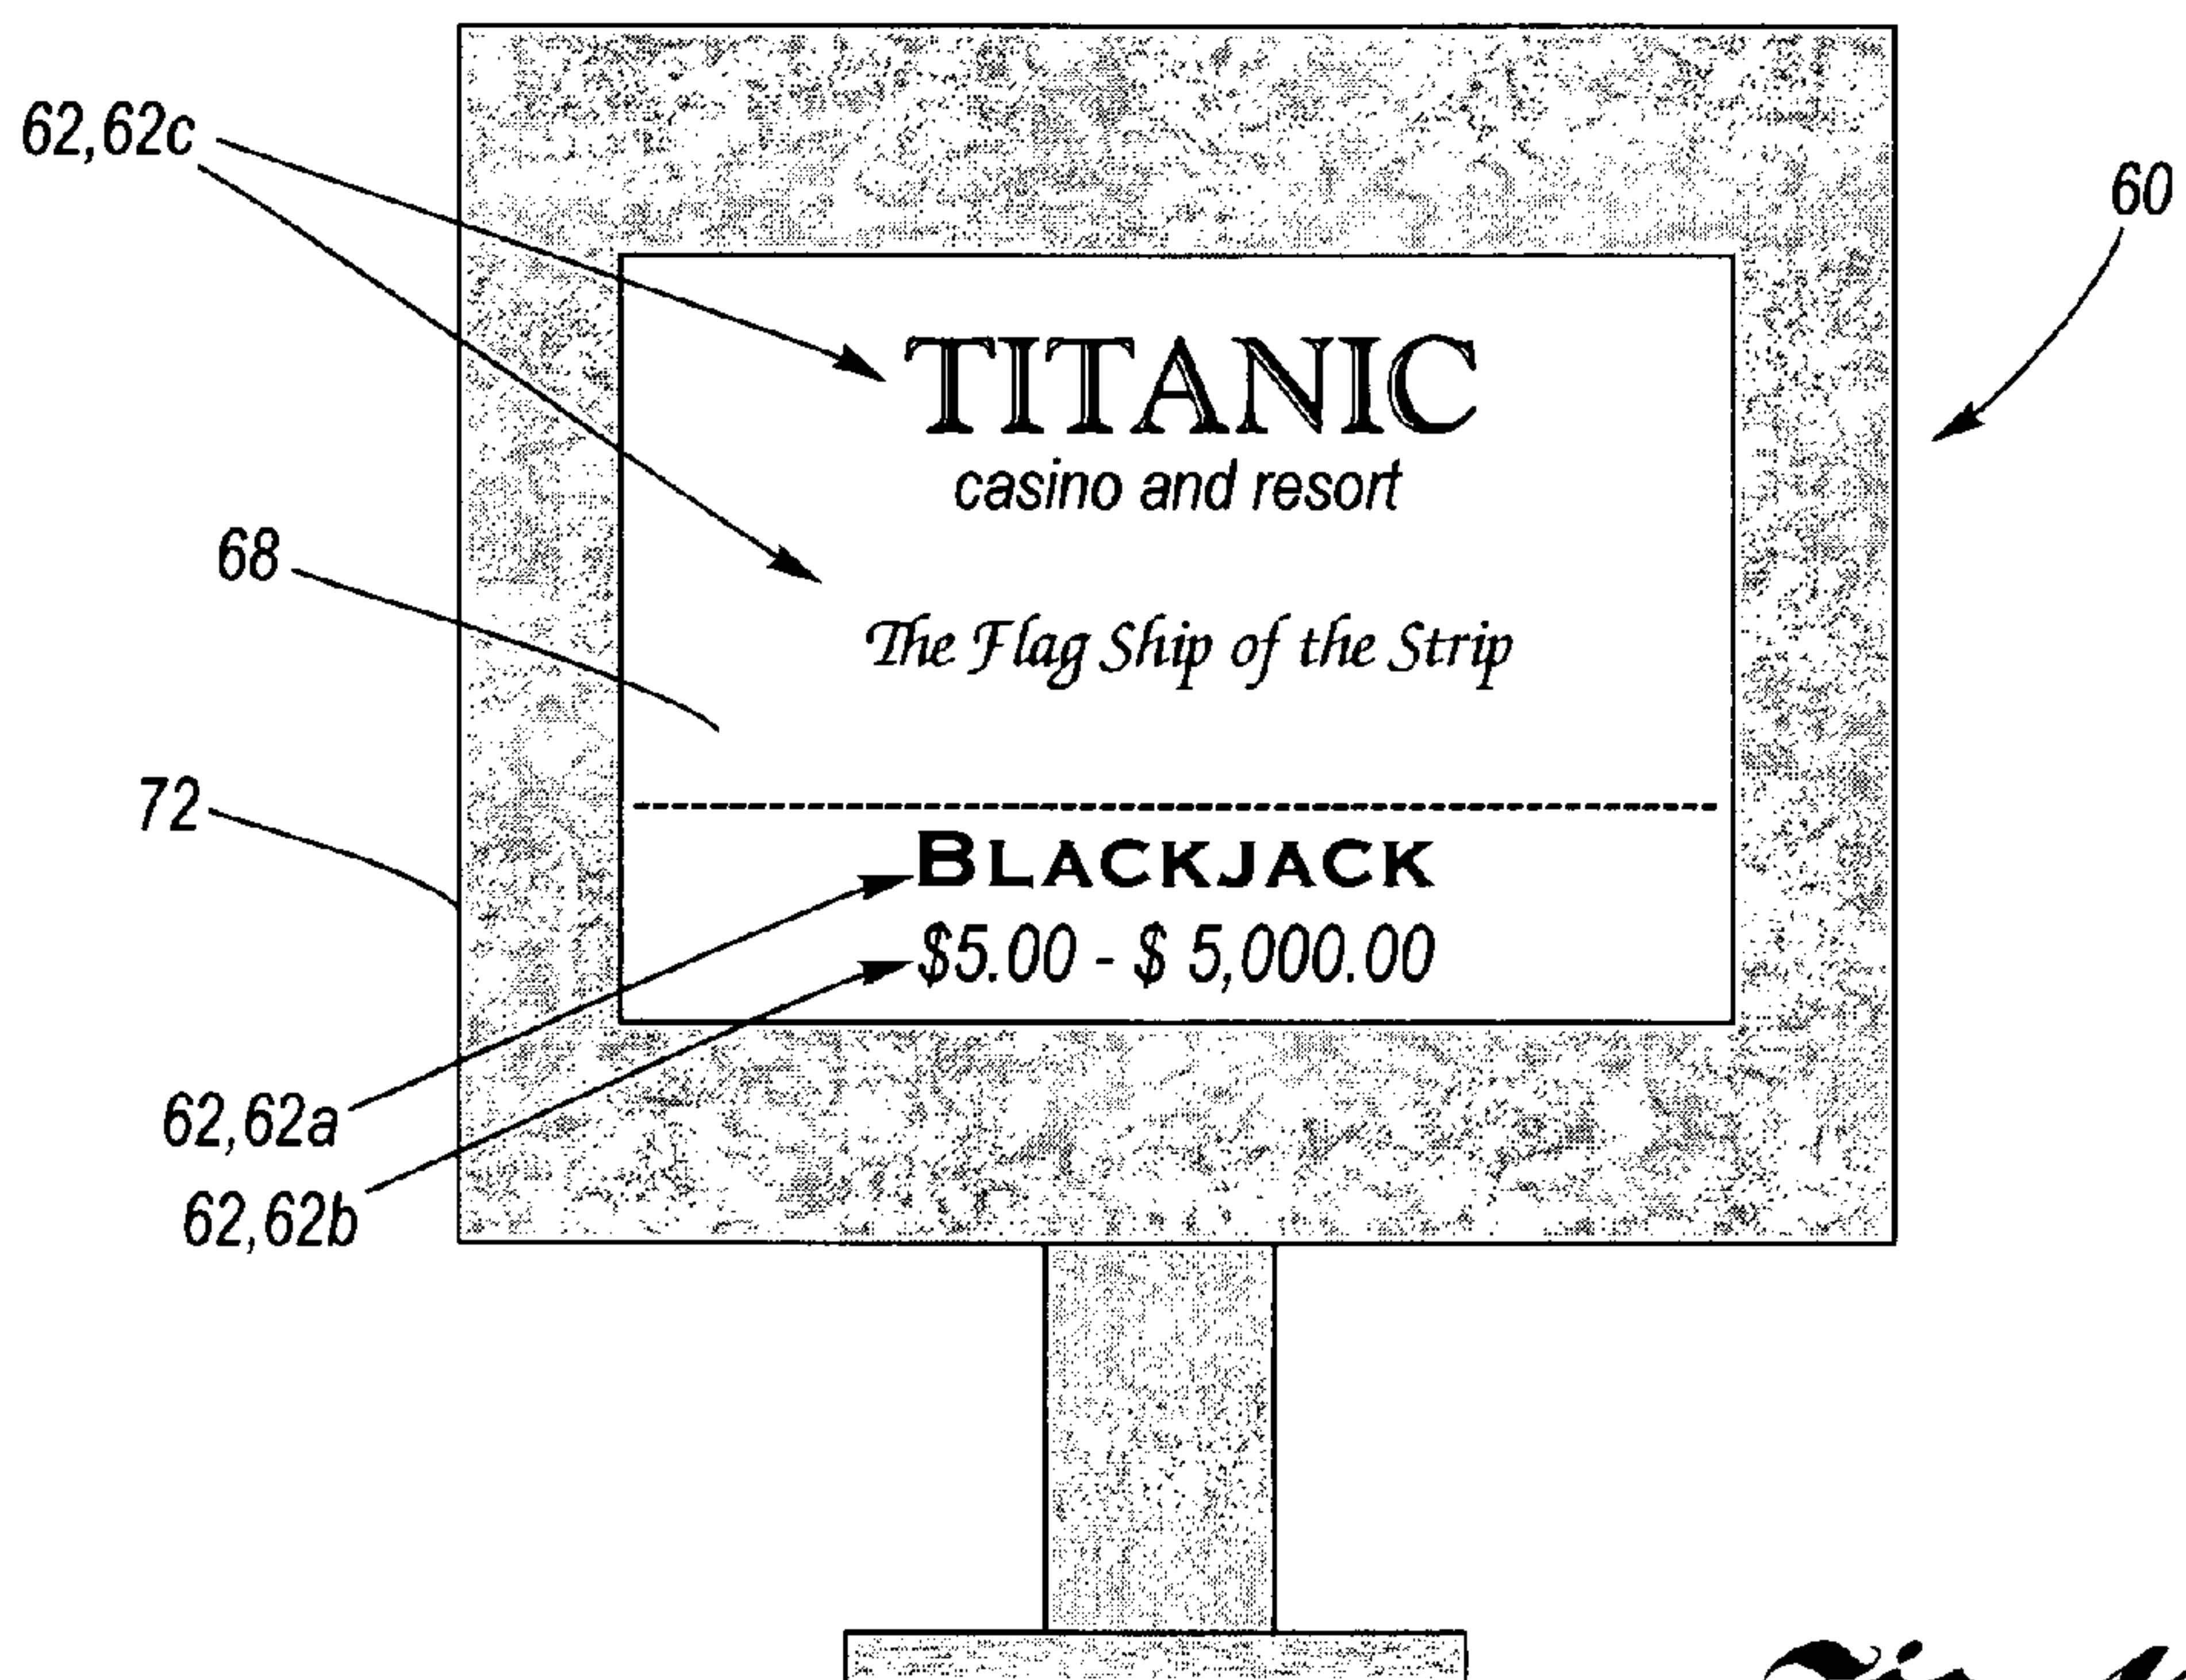 62,62c
60
TITANIC
casino and resort
68
The Flag Ship of the Strip
72
BLACKJACK
$5.00 - $ 5,000.00
62,62a
62,62b